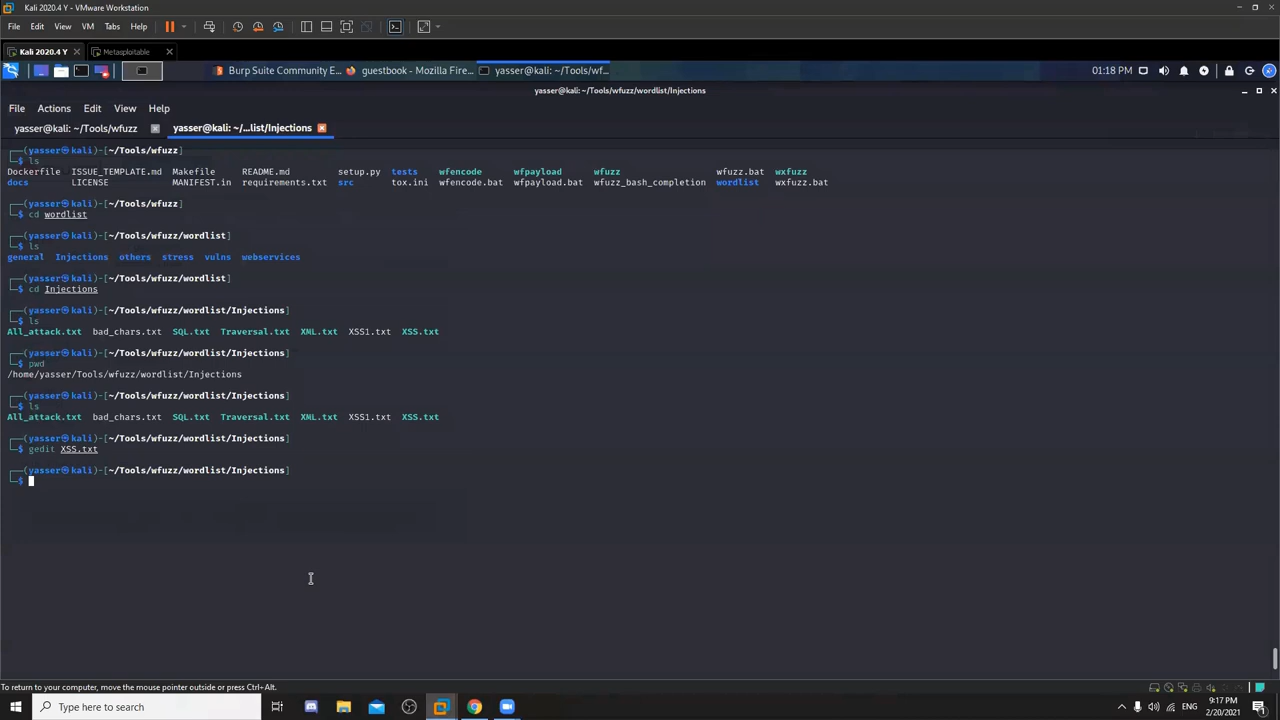 Kali 2020.4 Y - VMware Workstation
File Edit View VM Tabs Help
Kali 2020.4 Y Metasploitable
Burp Suite Community E... guestbook - Mozilla Fire... yasser@kali: ~/Tools/wf... 01:18 PM
yasser@kali: ~/Tools/wfuzz/wordlist/Injections
File Actions Edit View Help
yasser@kali: ~/Tools/wfuzz yasser@kali: ~/...list/Injections
(yasser㉿kali)-[~/Tools/wfuzz]
$ ls
Dockerfile ISSUE_TEMPLATE.md Makefile README.md setup.py tests wfencode wfpayload wfuzz wfuzz.bat wxfuzz
docs LICENSE MANIFEST.in requirements.txt src tox.ini wfencode.bat wfpayload.bat wfuzz_bash_completion wordlist wxfuzz.bat
(yasser㉿kali)-[~/Tools/wfuzz]
$ cd wordlist
(yasser㉿kali)-[~/Tools/wfuzz/wordlist]
$ ls
general Injections others stress vulns webservices
(yasser㉿kali)-[~/Tools/wfuzz/wordlist]
$ cd Injections
(yasser㉿kali)-[~/Tools/wfuzz/wordlist/Injections]
$ ls
All_attack.txt bad_chars.txt SQL.txt Traversal.txt XML.txt XSS1.txt XSS.txt
(yasser㉿kali)-[~/Tools/wfuzz/wordlist/Injections]
$ pwd
/home/yasser/Tools/wfuzz/wordlist/Injections
(yasser㉿kali)-[~/Tools/wfuzz/wordlist/Injections]
$ ls
All_attack.txt bad_chars.txt SQL.txt Traversal.txt XML.txt XSS1.txt XSS.txt
(yasser㉿kali)-[~/Tools/wfuzz/wordlist/Injections]
$ gedit XSS.txt
(yasser㉿kali)-[~/Tools/wfuzz/wordlist/Injections]
$
To return to your computer, move the mouse pointer outside or press Ctrl+Alt.
Type here to search ENG 9:17 PM
2/20/2021